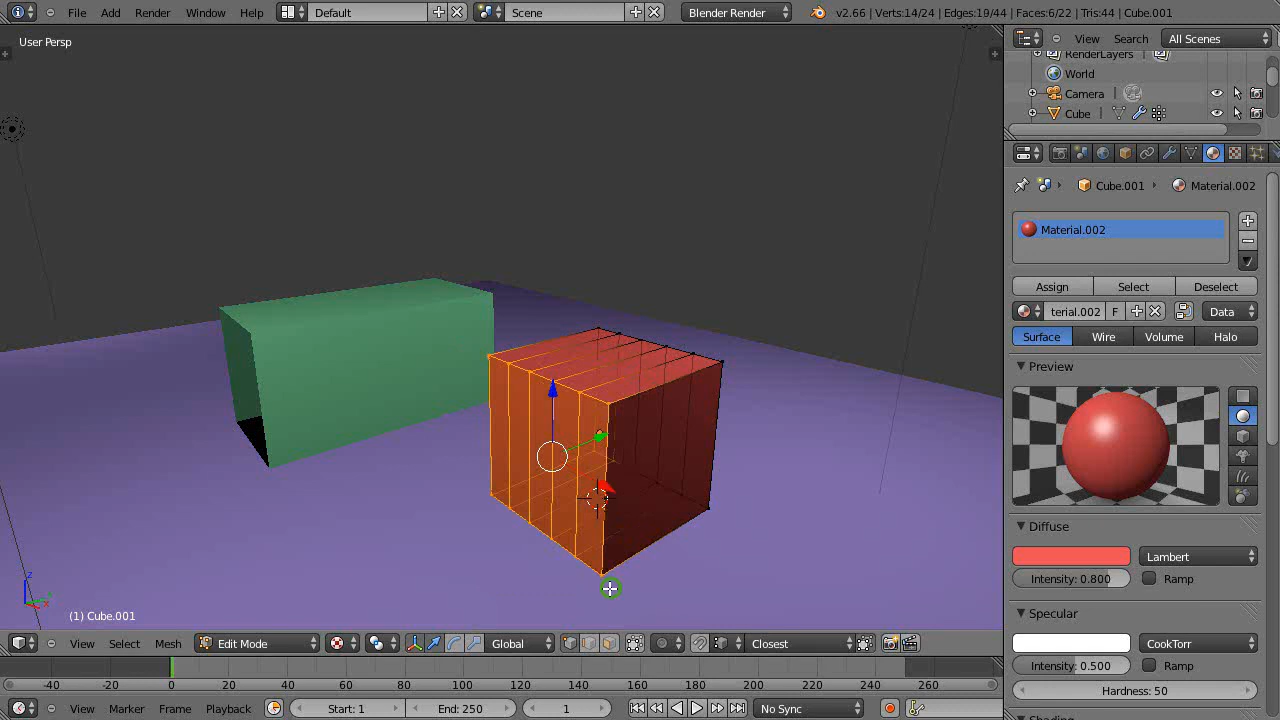 File Add Render Window Help Default Scene Blender Render v2.66 | Verts:14/24 | Edges:19/44 | Faces:6/22 | Tris:44 | Cube.001
User Persp
View Search All Scenes
RenderLayers
World
Camera
Cube
Cube.001 Material.002
Material.002
Assign Select Deselect
terial.002 F Data
Surface Wire Volume Halo
Preview
Diffuse
Lambert
Intensity: 0.800 Ramp
Specular
CookTorr
Intensity: 0.500 Ramp
Hardness: 50
z
x
(1) Cube.001
View Select Mesh Edit Mode Global Closest
-40 -20 0 20 40 60 80 100 120 140 160 180 200 220 240 260
View Marker Frame Playback Start: 1 End: 250 1 No Sync